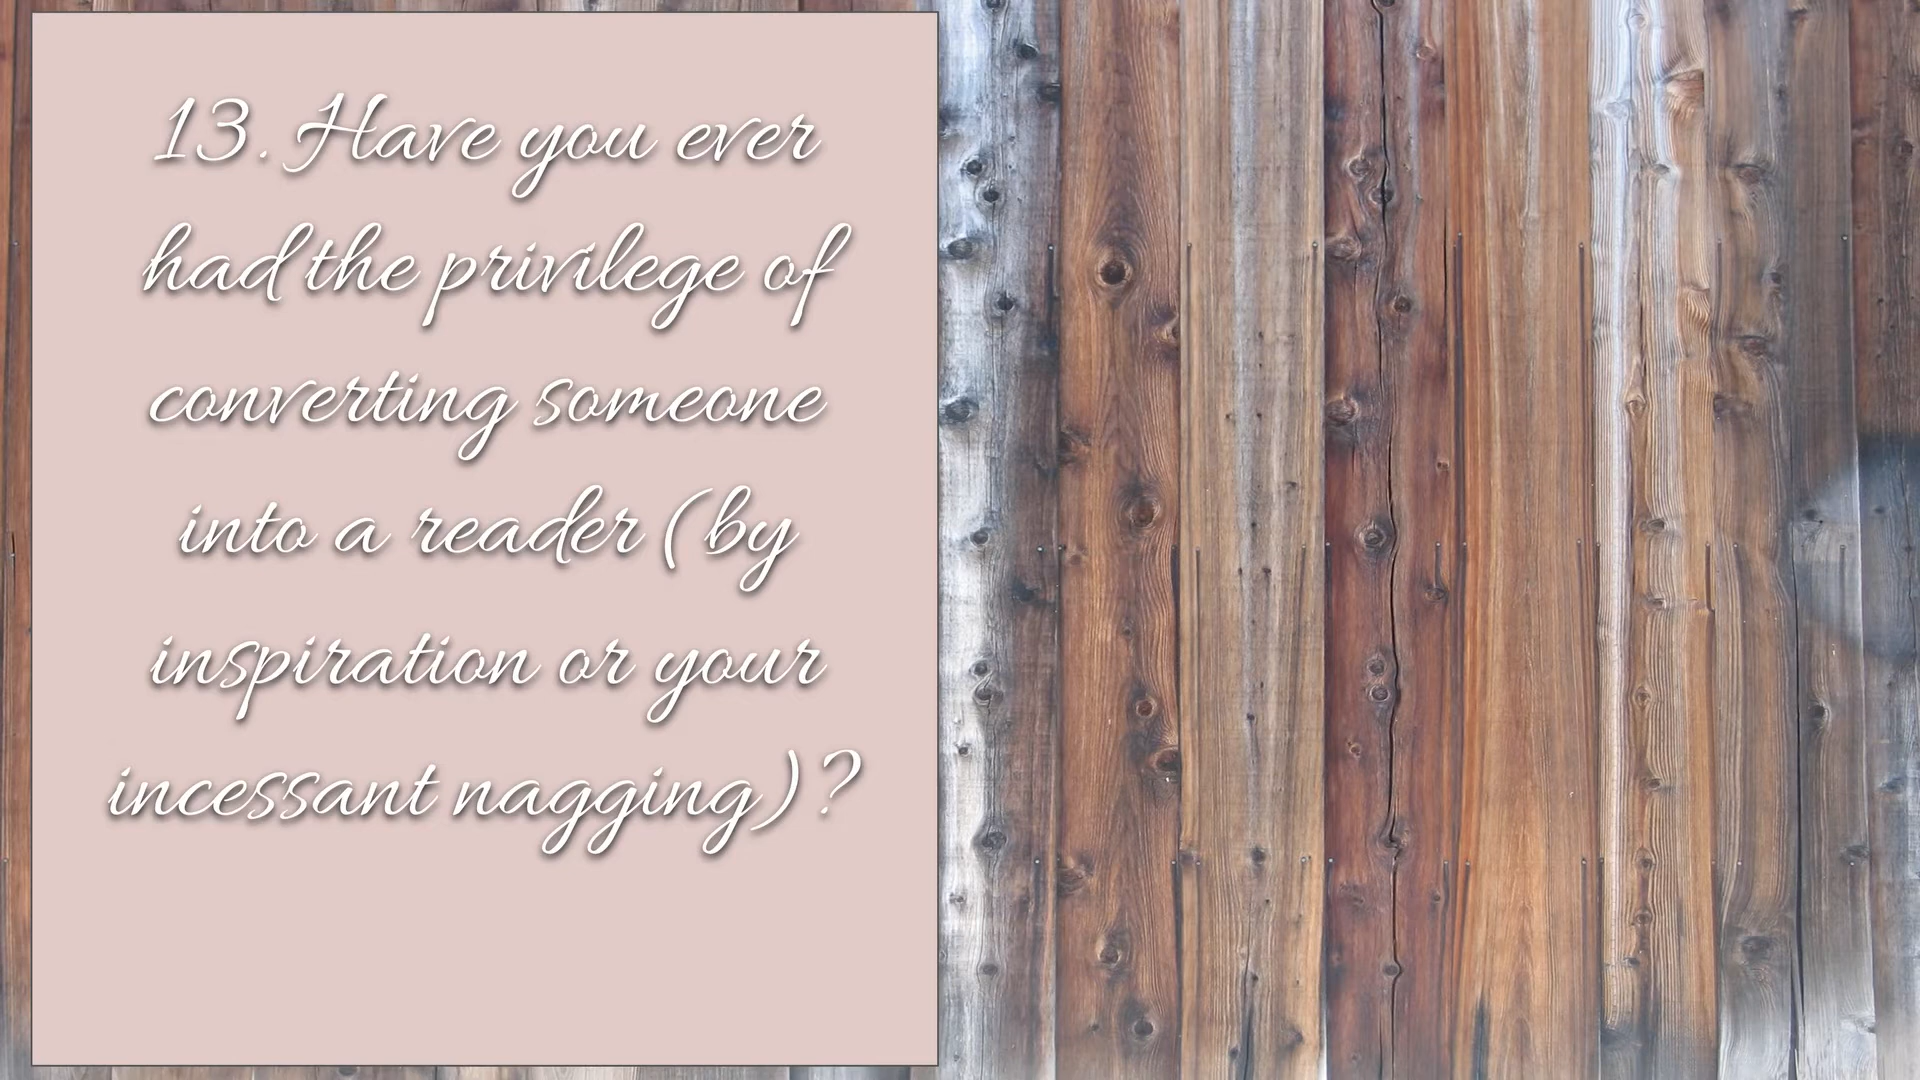 13. Have you ever
had the privilege of
converting someone
into a reader (by
inspiration or your
incessant nagging)?